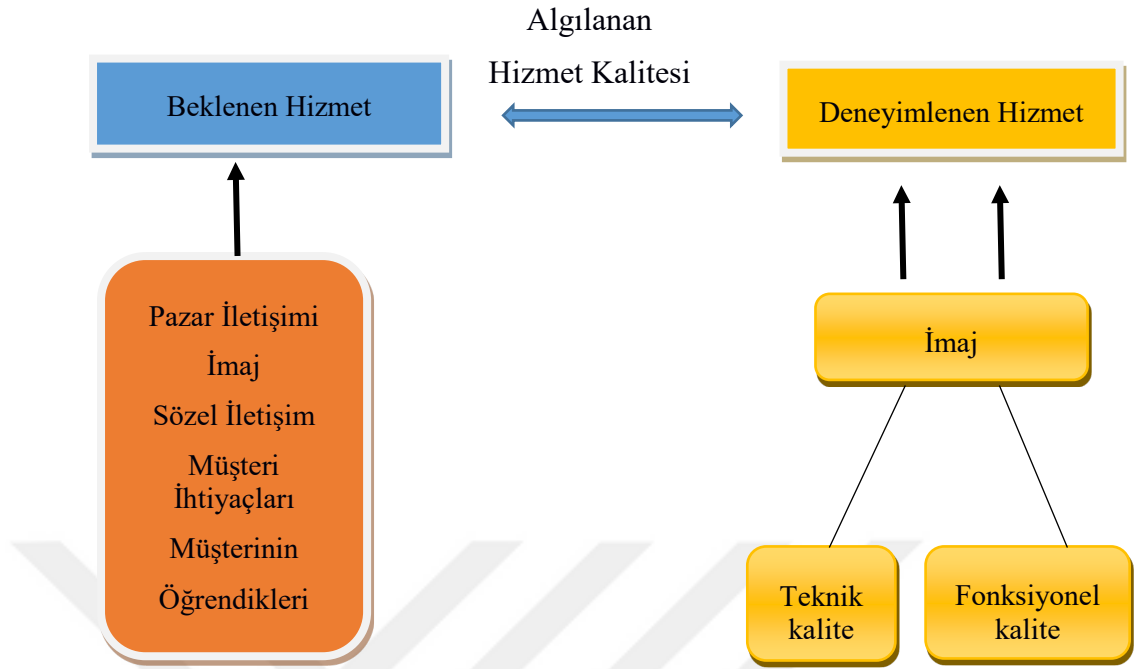 Algılanan
Hizmet Kalitesi
Beklenen Hizmet
Deneyimlenen Hizmet
Pazar İletişimi
İmaj
Sözel İletişim
Müşteri
İhtiyaçları
Müşterinin
Öğrendikleri
İmaj
Teknik
kalite
Fonksiyonel
kalite